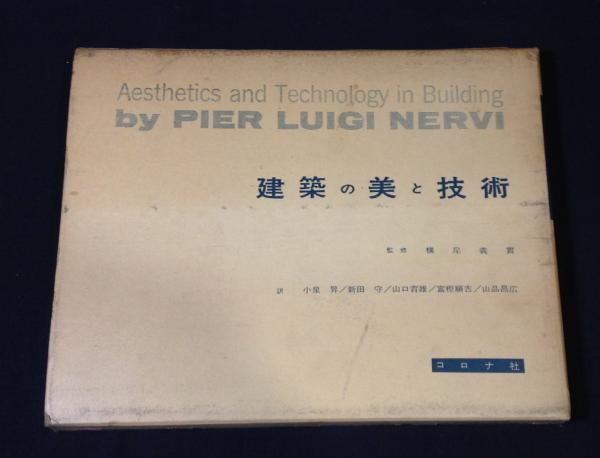 Aesthetics and Technology in Building
by PIER LUIGI NERVI
建築の美と技術
監修 横尾義貫
訳 小泉 昇/新田 守/山口育雄/富樫順吉/山品昌広
コロナ社